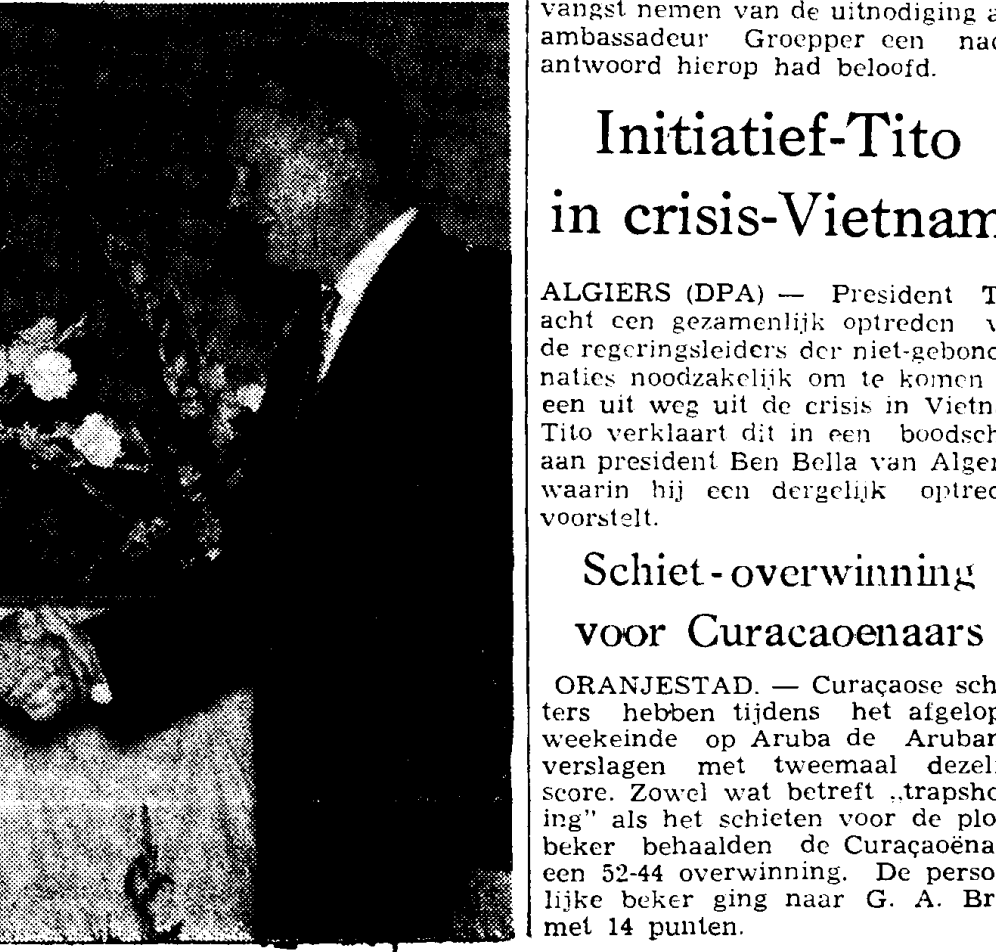 vangst nemen van de uitnodiging a
ambassadeur Groepper een nac
antwoord hierop had beloofd.
Initiatief-Tito
in crisis-Vietnam
ALGIERS (DPA) — President T
acht een gezamenlijk optreden v
de regeringsleiders der niet-gebond
naties noodzakelijk om te komen
een uit weg uit de crisis in Vietn
Tito verklaart dit in een boodsch
aan president Ben Bella van Alger
waarin hij een dergelijk optred
voorstelt.
Schiet-overwinning
voor Curacaoenaars
ORANJESTAD. — Curaçaose sch
ters hebben tijdens het afgelop
weekeinde op Aruba de Aruban
verslagen met tweemaal dezel
score. Zowel wat betreft „trapsho
ing" als het schieten voor de plo
beker behaalden de Curaçaoëna
een 52-44 overwinning. De perso
lijke beker ging naar G. A. Br
met 14 punten.